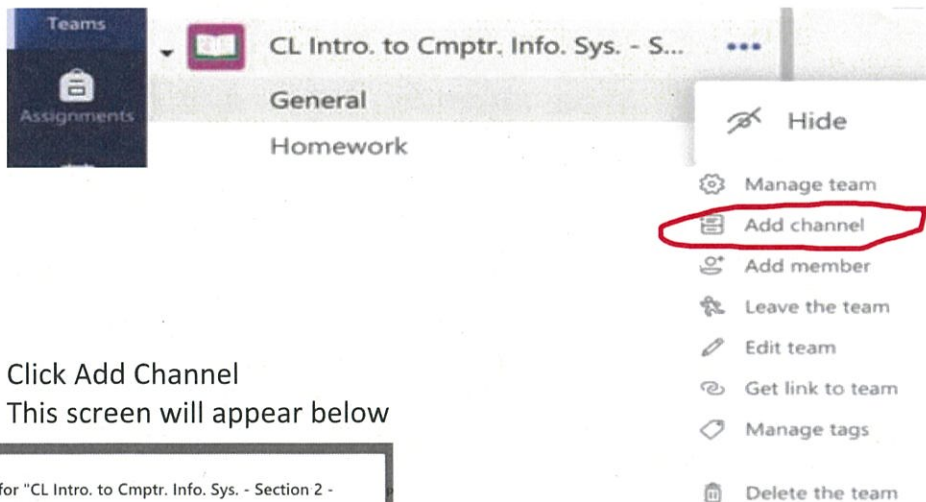 Teams
CL Intro. to Cmptr. Info. Sys. - S...
Assignments
General
Homework
Hide
Manage team
Add channel
Add member
Leave the team
Edit team
Get link to team
Manage tags
Delete the team
Click Add Channel
This screen will appear below
for "CL Intro. to Cmptr. Info. Sys. - Section 2 -